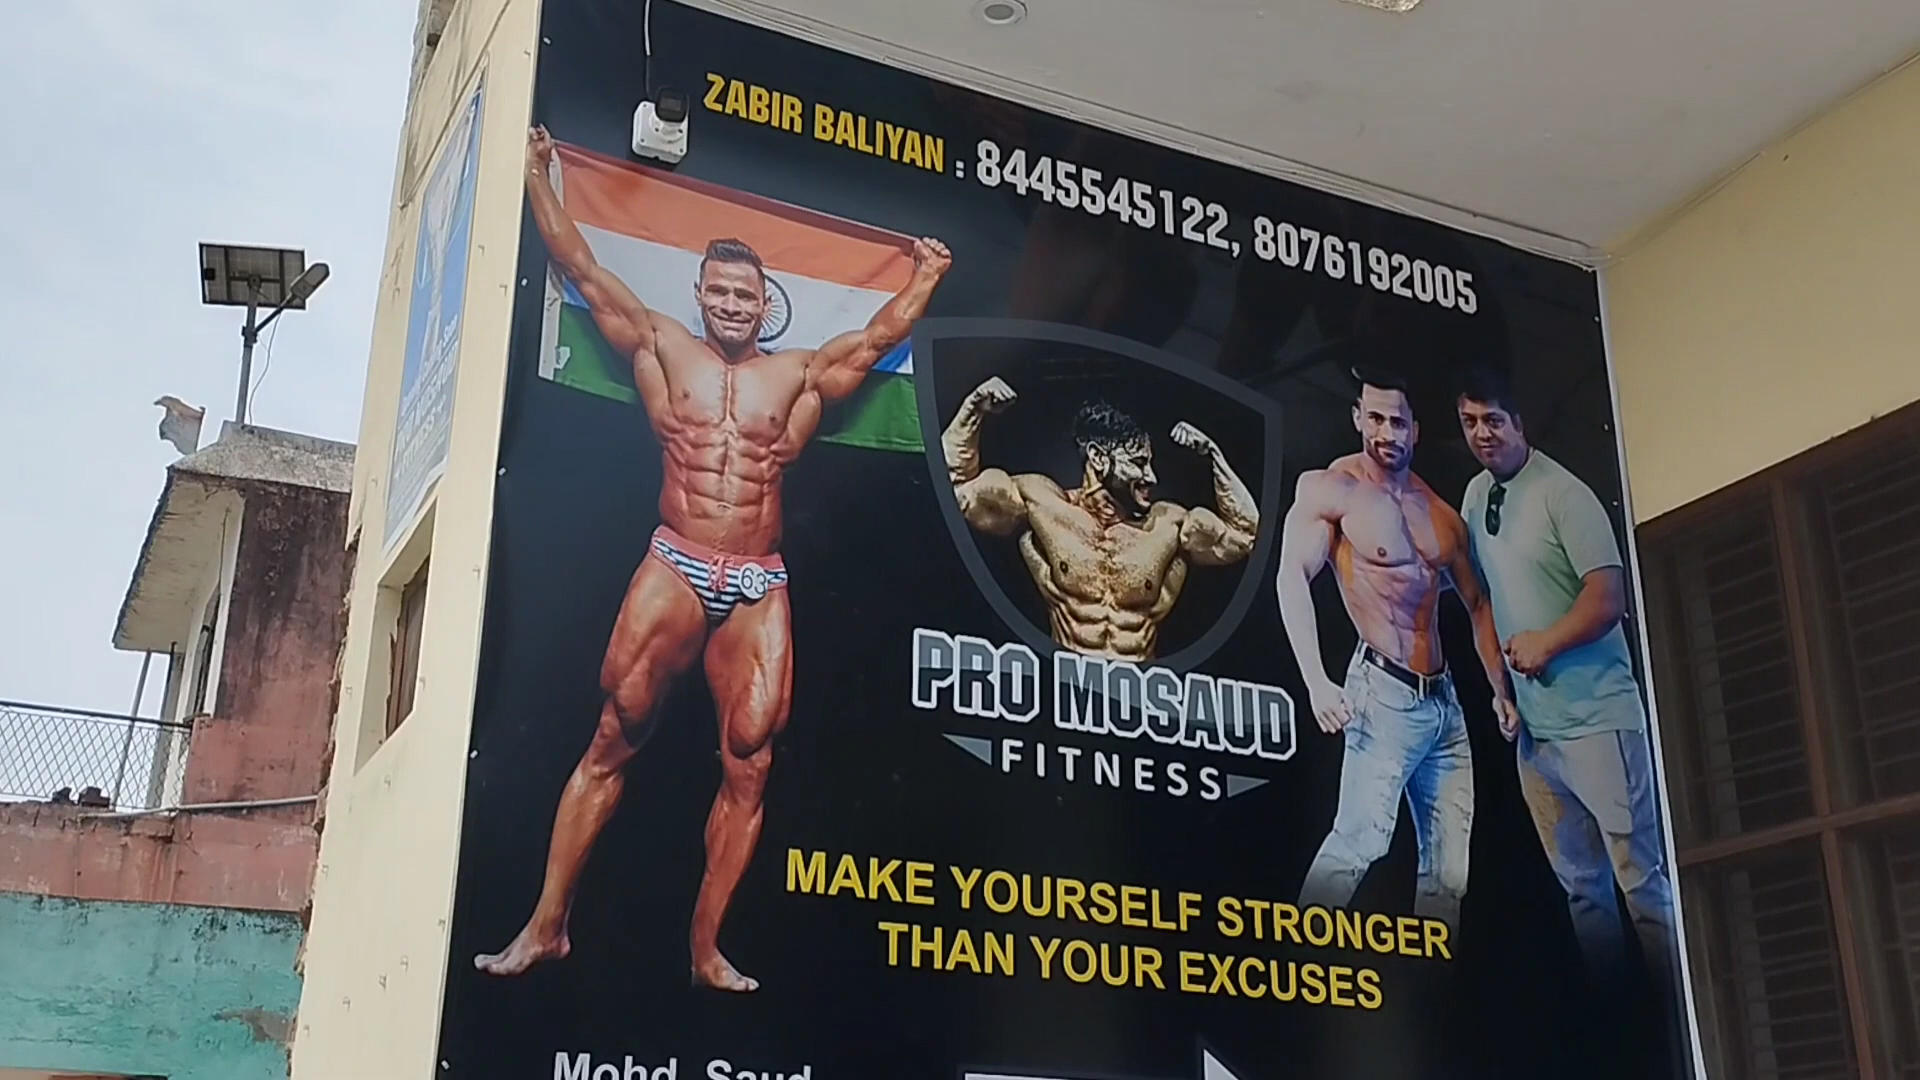 ZABIR BALIYAN : 8445545122, 8076192005
63
PRO MOSAUD
FITNESS
MAKE YOURSELF STRONGER
THAN YOUR EXCUSES
Mohd. Saud